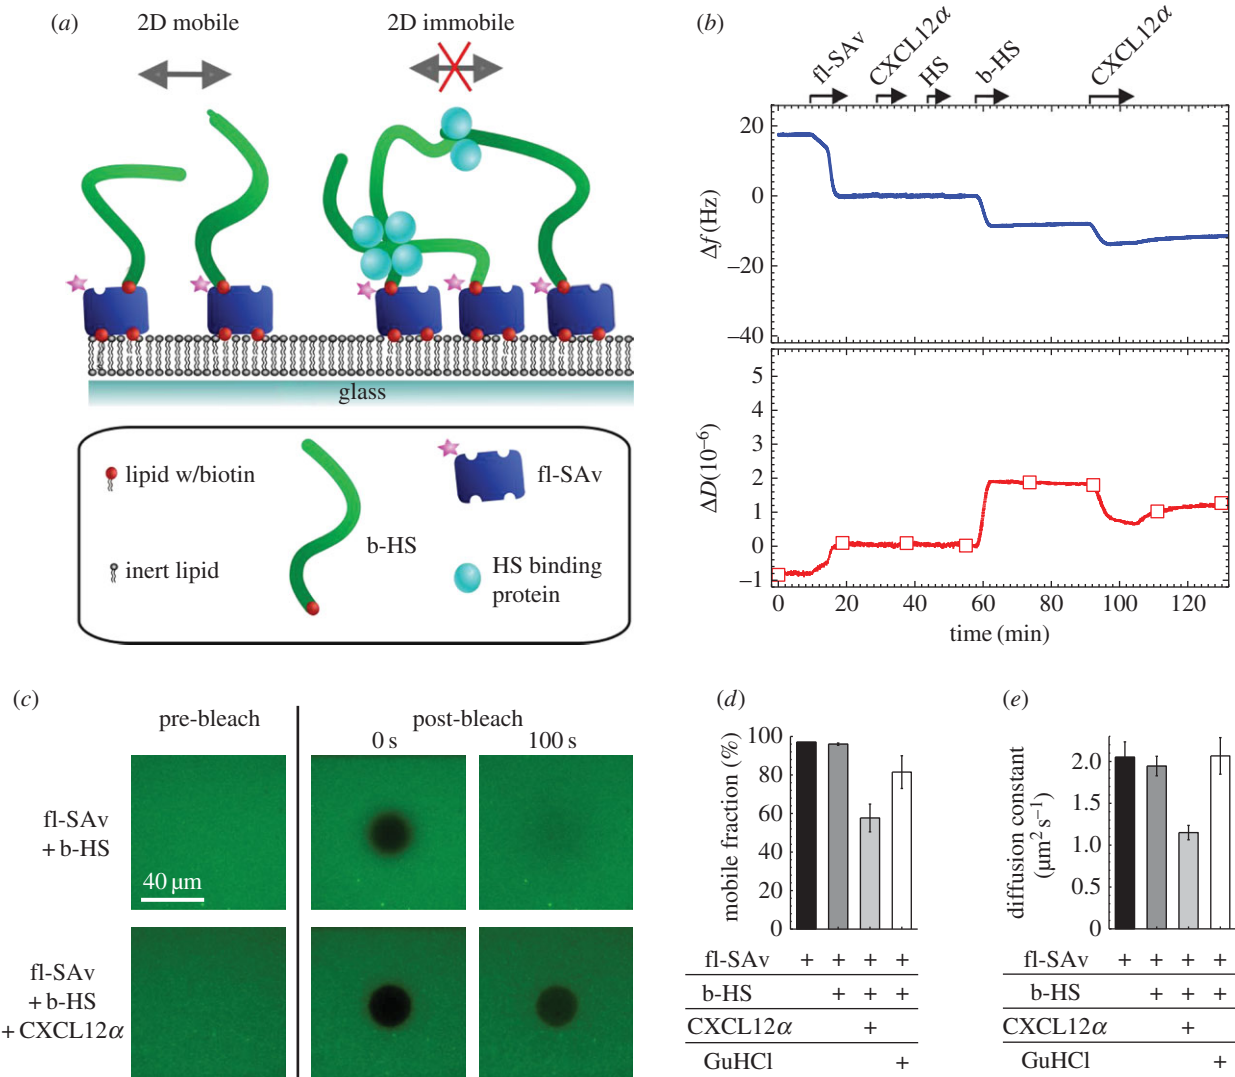 (a)
2D mobile
2D immobile
glass
lipid w/biotin
inert lipid
b-HS
fl-SAv
HS binding
protein
(b)
fl-SAv
CXCL12α
HS
b-HS
CXCL12α
20
0
–20
–40
Δf (Hz)
5
4
3
2
1
0
–1
ΔD(10⁻⁶)
0 20 40 60 80 100 120
time (min)
(c)
pre-bleach
post-bleach
0 s
100 s
fl-SAv
+ b-HS
40 μm
fl-SAv
+ b-HS
+ CXCL12α
(d)
100
80
60
40
20
0
mobile fraction (%)
fl-SAv + + + +
b-HS + + +
CXCL12α +
GuHCl +
(e)
2.0
1.5
1.0
0.5
0
diffusion constant
(μm² s⁻¹)
fl-SAv + + + +
b-HS + + +
CXCL12α +
GuHCl +